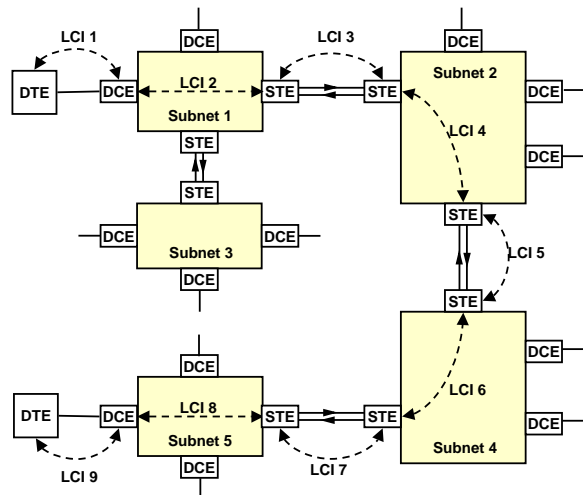 LCI 1
DCE
LCI 3
DCE
DTE
DCE
LCI 2
STE
STE
Subnet 2
DCE
Subnet 1
LCI 4
STE
DCE
STE
DCE
Subnet 3
DCE
STE
DCE
LCI 5
STE
DCE
DCE
LCI 6
DTE
DCE
LCI 8
STE
STE
DCE
Subnet 5
Subnet 4
DCE
LCI 9
LCI 7